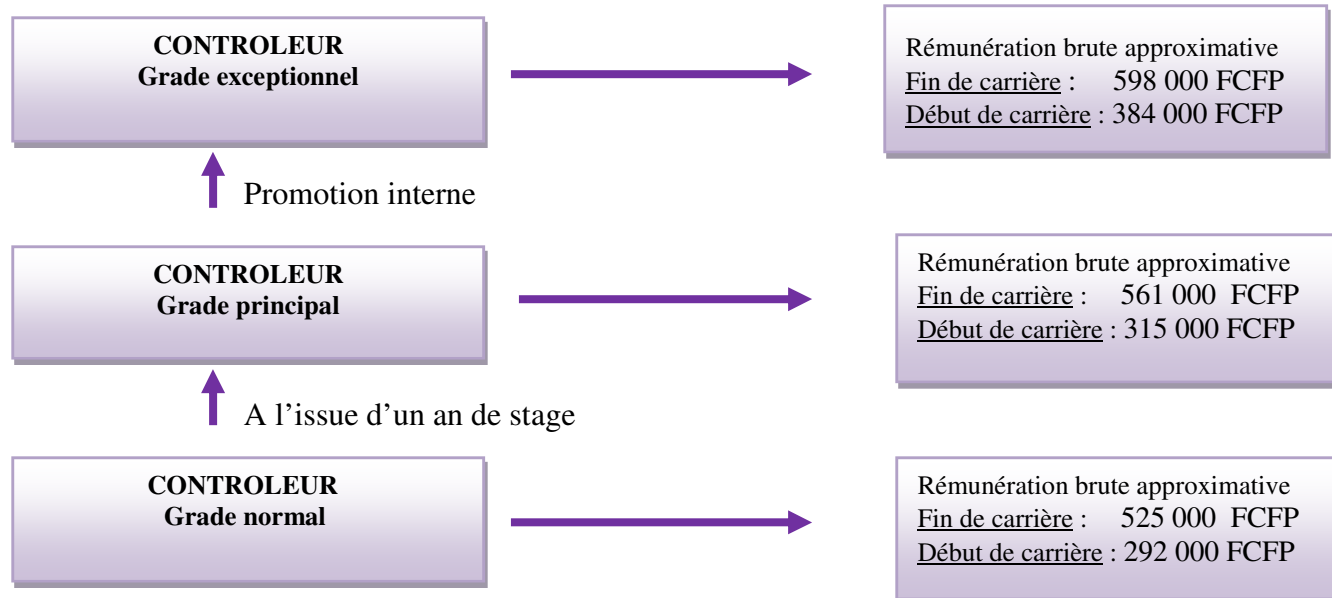 CONTROLEUR
Grade exceptionnel
Rémunération brute approximative
Fin de carrière : 598 000 FCFP
Début de carrière : 384 000 FCFP
Promotion interne
CONTROLEUR
Grade principal
Rémunération brute approximative
Fin de carrière : 561 000 FCFP
Début de carrière : 315 000 FCFP
A l’issue d’un an de stage
CONTROLEUR
Grade normal
Rémunération brute approximative
Fin de carrière : 525 000 FCFP
Début de carrière : 292 000 FCFP